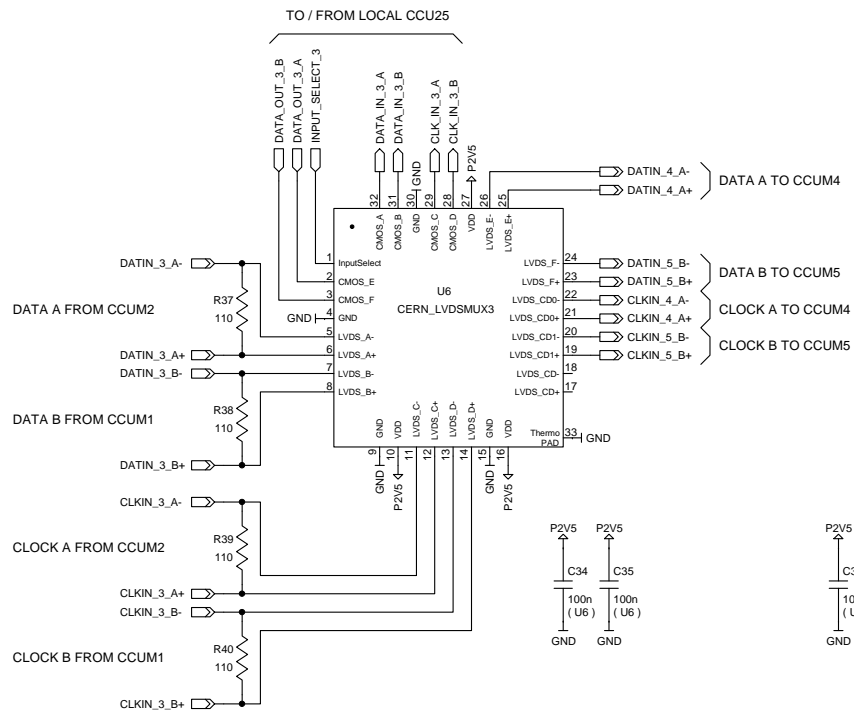 TO / FROM LOCAL CCU25
DATA_OUT_3_B
DATA_OUT_3_A
INPUT_SELECT_3
DATA_IN_3_A
DATA_IN_3_B
GND
CLK_IN_3_A
CLK_IN_3_B
P2V5
32
31
30
29
28
27
26
25
CMOS_A
CMOS_B
GND
CMOS_C
CMOS_D
VDD
LVDS_E-
LVDS_E+
DATIN_4_A-
DATIN_4_A+
DATA A TO CCUM4
U6
CERN_LVDSMUX3
1 InputSelect
2 CMOS_E
3 CMOS_F
GND 4 GND
5 LVDS_A-
6 LVDS_A+
7 LVDS_B-
8 LVDS_B+
LVDS_F- 24 DATIN_5_B-
LVDS_F+ 23 DATIN_5_B+
DATA B TO CCUM5
LVDS_CD0- 22 CLKIN_4_A-
LVDS_CD0+ 21 CLKIN_4_A+
CLOCK A TO CCUM4
LVDS_CD1- 20 CLKIN_5_B-
LVDS_CD1+ 19 CLKIN_5_B+
CLOCK B TO CCUM5
LVDS_CD- 18
LVDS_CD+ 17
Thermo
PAD
33 GND
GND
VDD
LVDS_C-
LVDS_C+
LVDS_D-
LVDS_D+
GND
VDD
9
10
11
12
13
14
15
16
GND
P2V5
GND
P2V5
DATIN_3_A-
R37
110
DATA A FROM CCUM2
DATIN_3_A+
DATIN_3_B-
R38
110
DATA B FROM CCUM1
DATIN_3_B+
CLKIN_3_A-
R39
110
CLOCK A FROM CCUM2
CLKIN_3_A+
CLKIN_3_B-
R40
110
CLOCK B FROM CCUM1
CLKIN_3_B+
P2V5
C34
100n
( U6 )
GND
P2V5
C35
100n
( U6 )
GND
P2V5
GND